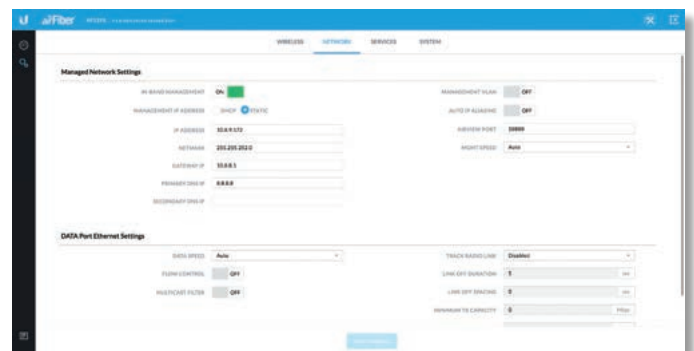 U airFiber
WIRELESS NETWORK SERVICES SYSTEM
Managed Network Settings
IN-BAND MANAGEMENT ON
MANAGEMENT VLAN OFF
MANAGEMENT IP ADDRESS DHCP STATIC
AUTO IP ALIASING OFF
IP ADDRESS
AIRVIEW PORT
NETMASK 255.255.252.0
MGMT SPEED Auto
GATEWAY IP
PRIMARY DNS IP 8.8.8.8
SECONDARY DNS IP
DATA Port Ethernet Settings
DATA SPEED Auto
TRACK RADIO LINK Disabled
FLOW CONTROL OFF
LINK OFF DURATION sec
MULTICAST FILTER OFF
LINK OFF SPACING sec
MINIMUM TX CAPACITY Mbps